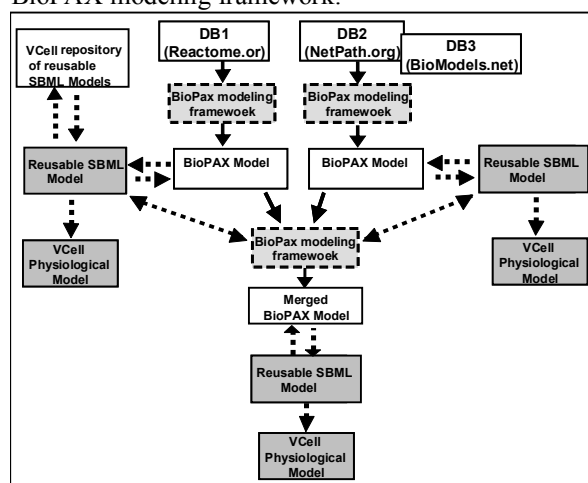 BioPAX modeling framework.
VCell repository
of reusable
SBML Models
DB1
(Reactome.or)
DB2
(NetPath.org)
DB3
(BioModels.net)
BioPax modeling
framewoek
BioPax modeling
framewoek
Reusable SBML
Model
BioPAX Model
BioPAX Model
Reusable SBML
Model
VCell
Physiological
Model
BioPax modeling
framewoek
VCell
Physiological
Model
Merged
BioPAX Model
Reusable SBML
Model
VCell
Physiological
Model